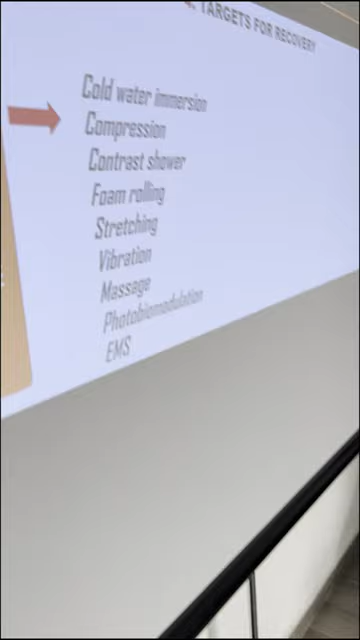 TARGETS FOR RECOVERY
Cold water immersion
Compression
Contrast shower
Foam rolling
Stretching
Vibration
Massage
Photobiomodulation
EMS